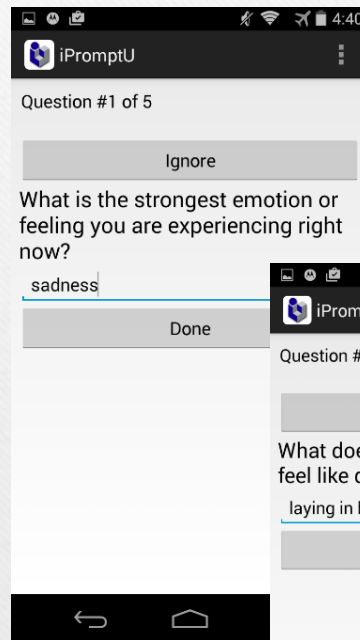 4:40
iPromptU
Question #1 of 5
Ignore
What is the strongest emotion or
feeling you are experiencing right
now?
sadness
Done
iProm
Question #
What doe
feel like d
laying in